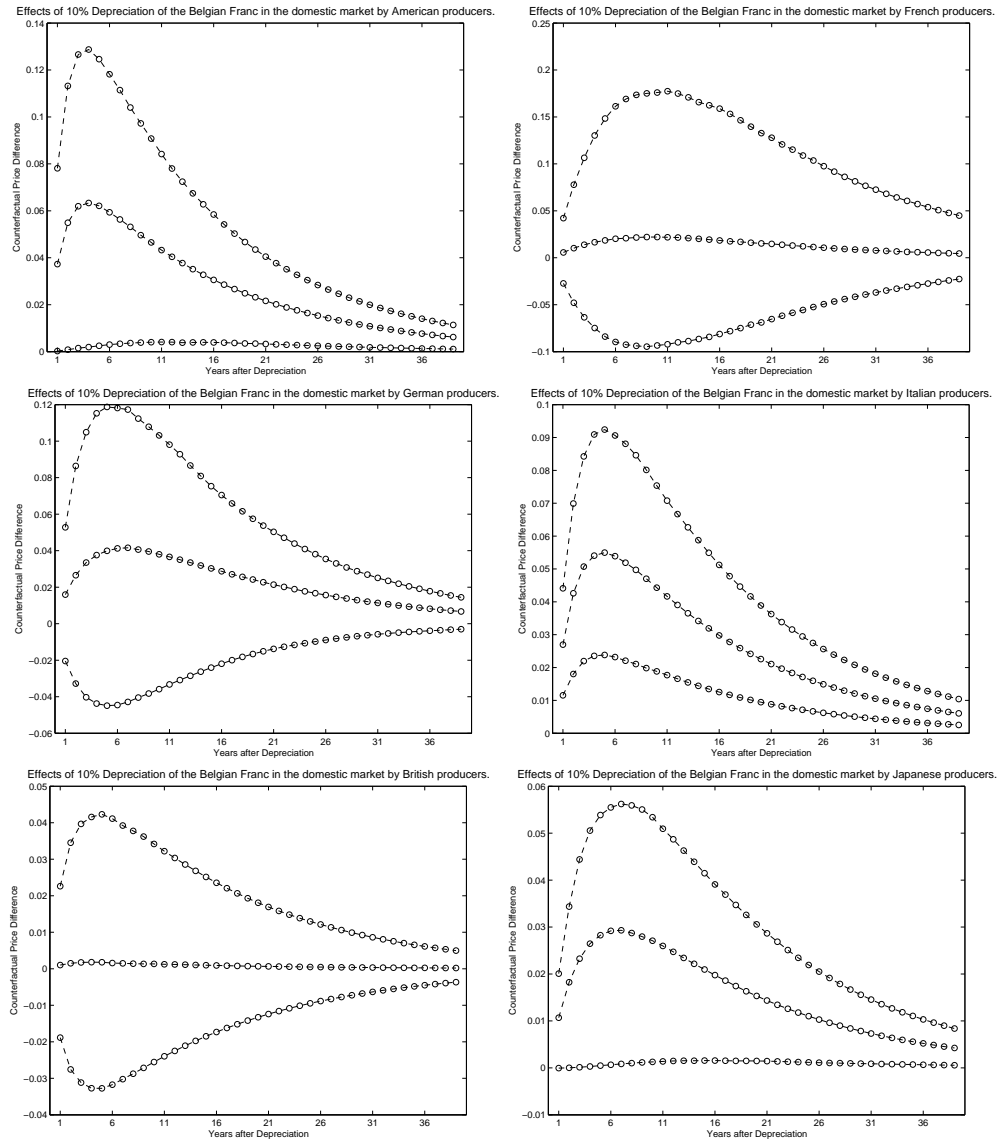 Effects of 10% Depreciation of the Belgian Franc in the domestic market by American producers.
0.14
0.12
0.1
0.08
0.06
0.04
0.02
0
Counterfactual Price Difference
1 6 11 16 21 26 31 36
Years after Depreciation
Effects of 10% Depreciation of the Belgian Franc in the domestic market by French producers.
0.25
0.2
0.15
0.1
0.05
0
−0.05
−0.1
Counterfactual Price Difference
1 6 11 16 21 26 31 36
Years after Depreciation
Effects of 10% Depreciation of the Belgian Franc in the domestic market by German producers.
0.12
0.1
0.08
0.06
0.04
0.02
0
−0.02
−0.04
−0.06
Counterfactual Price Difference
1 6 11 16 21 26 31 36
Years after Depreciation
Effects of 10% Depreciation of the Belgian Franc in the domestic market by Italian producers.
0.1
0.09
0.08
0.07
0.06
0.05
0.04
0.03
0.02
0.01
0
Counterfactual Price Difference
1 6 11 16 21 26 31 36
Years after Depreciation
Effects of 10% Depreciation of the Belgian Franc in the domestic market by British producers.
0.05
0.04
0.03
0.02
0.01
0
−0.01
−0.02
−0.03
−0.04
Counterfactual Price Difference
1 6 11 16 21 26 31 36
Years after Depreciation
Effects of 10% Depreciation of the Belgian Franc in the domestic market by Japanese producers.
0.06
0.05
0.04
0.03
0.02
0.01
0
−0.01
Counterfactual Price Difference
1 6 11 16 21 26 31 36
Years after Depreciation